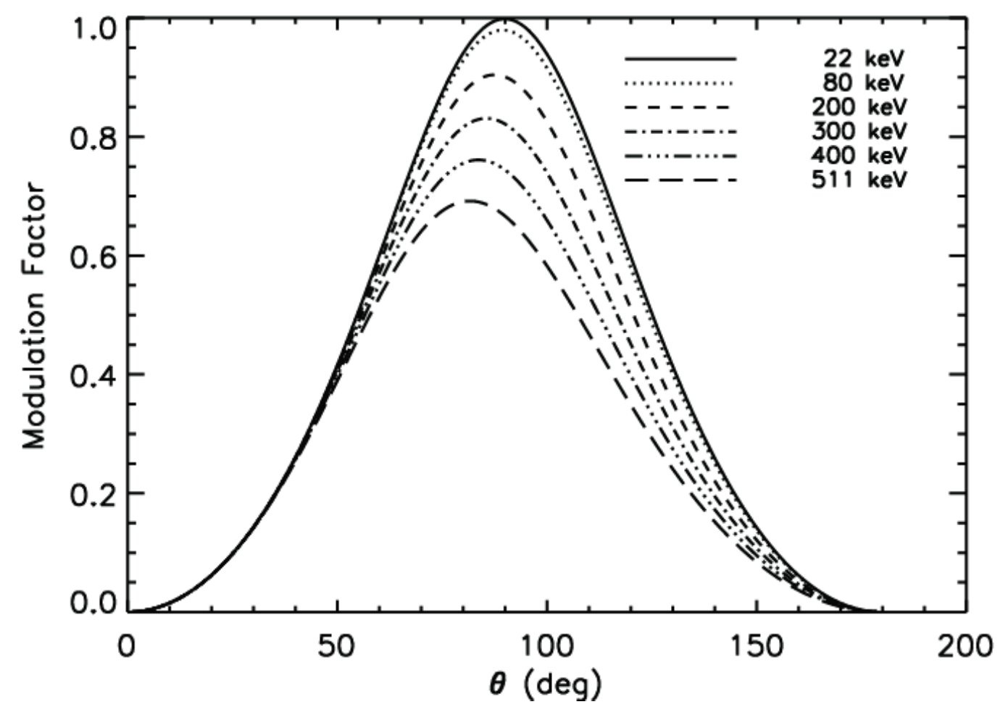 1.0
0.8
0.6
0.4
0.2
0.0
Modulation Factor
22 keV
80 keV
200 keV
300 keV
400 keV
511 keV
0 50 100 150 200
θ (deg)